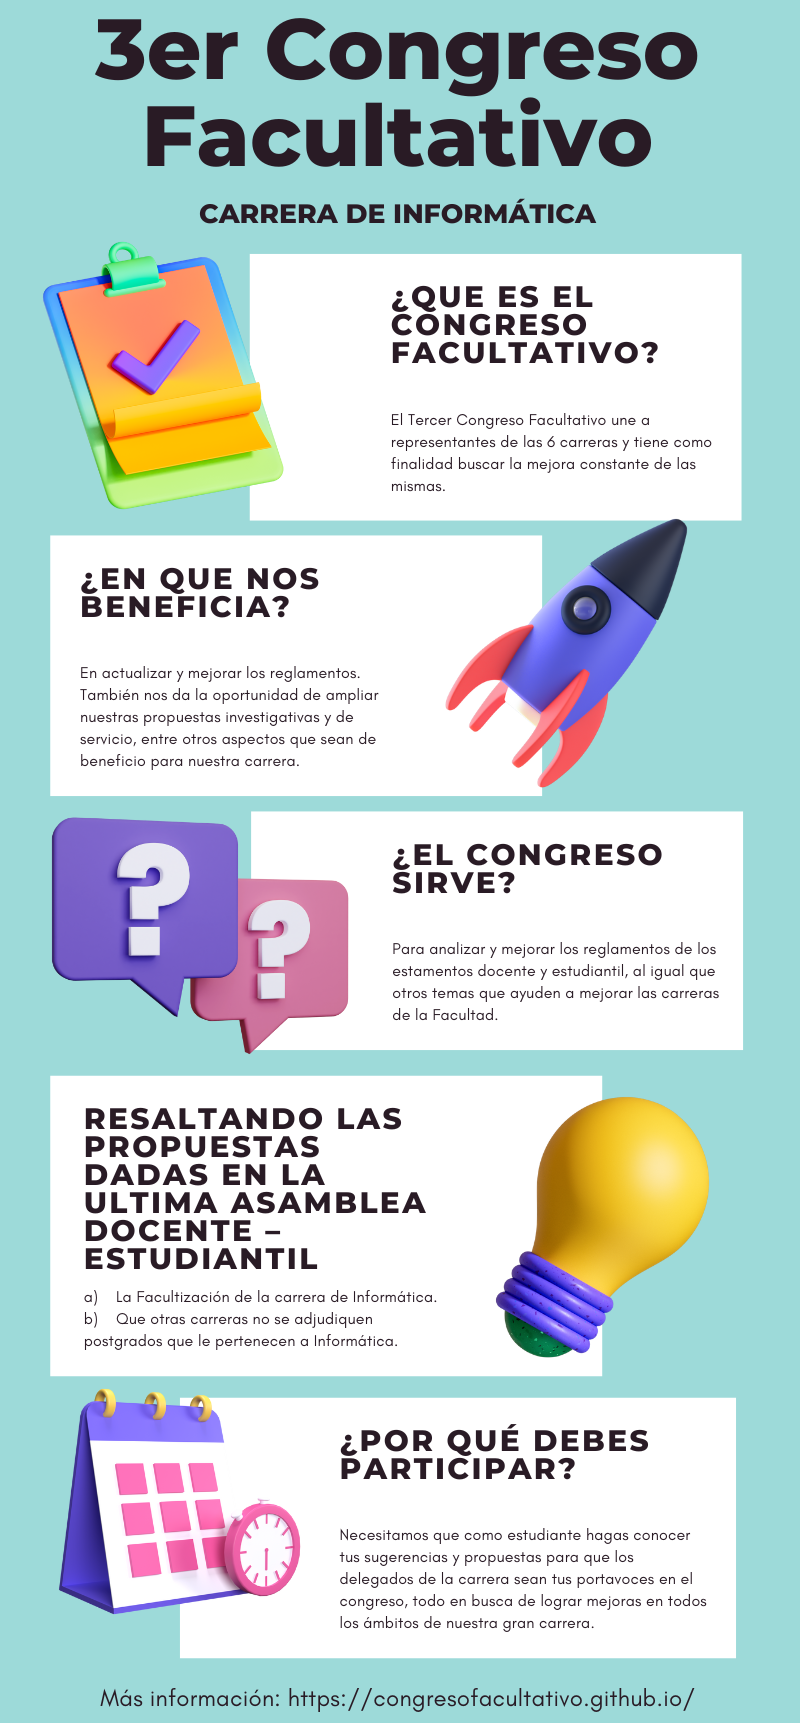 3er Congreso
Facultativo
CARRERA DE INFORMÁTICA
¿QUE ES EL
CONGRESO
FACULTATIVO?
El Tercer Congreso Facultativo une a
representantes de las 6 carreras y tiene como
finalidad buscar la mejora constante de las
mismas.
¿EN QUE NOS
BENEFICIA?
En actualizar y mejorar los reglamentos.
También nos da la oportunidad de ampliar
nuestras propuestas investigativas y de
servicio, entre otros aspectos que sean de
beneficio para nuestra carrera.
¿EL CONGRESO
SIRVE?
Para analizar y mejorar los reglamentos de los
estamentos docente y estudiantil, al igual que
otros temas que ayuden a mejorar las carreras
de la Facultad.
? ?
RESALTANDO LAS
PROPUESTAS
DADAS EN LA
ULTIMA ASAMBLEA
DOCENTE –
ESTUDIANTIL
a) La Facultización de la carrera de Informática.
b) Que otras carreras no se adjudiquen
postgrados que le pertenecen a Informática.
¿POR QUÉ DEBES
PARTICIPAR?
Necesitamos que como estudiante hagas conocer
tus sugerencias y propuestas para que los
delegados de la carrera sean tus portavoces en el
congreso, todo en busca de lograr mejoras en todos
los ámbitos de nuestra gran carrera.
Más información: https://congresofacultativo.github.io/